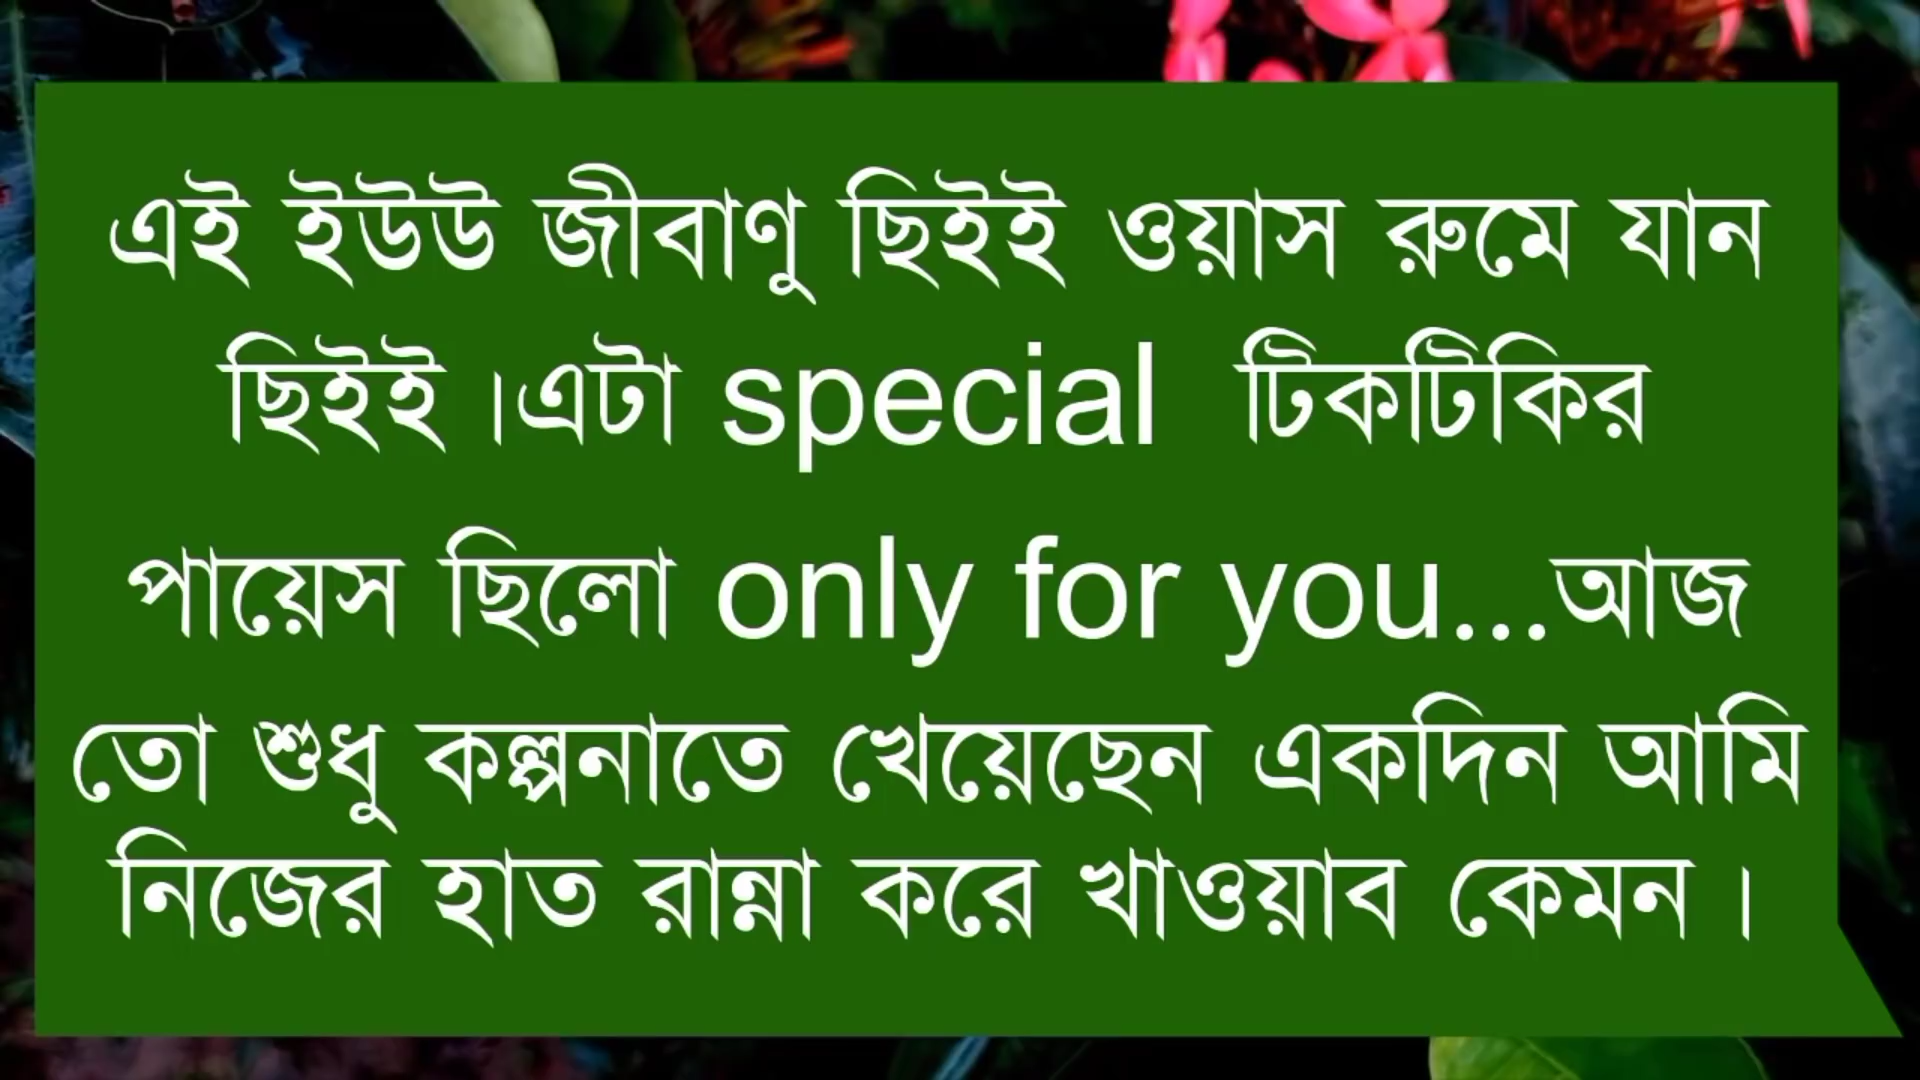 এই ইউউ জীবাণু ছিইই ওয়াস রুমে যান
ছিইই ।এটা special টিকটিকির
পায়েস ছিলো only for you...আজ
তো শুধু কল্পনাতে খেয়েছেন একদিন আমি
নিজের হাত রান্না করে খাওয়াব কেমন ।